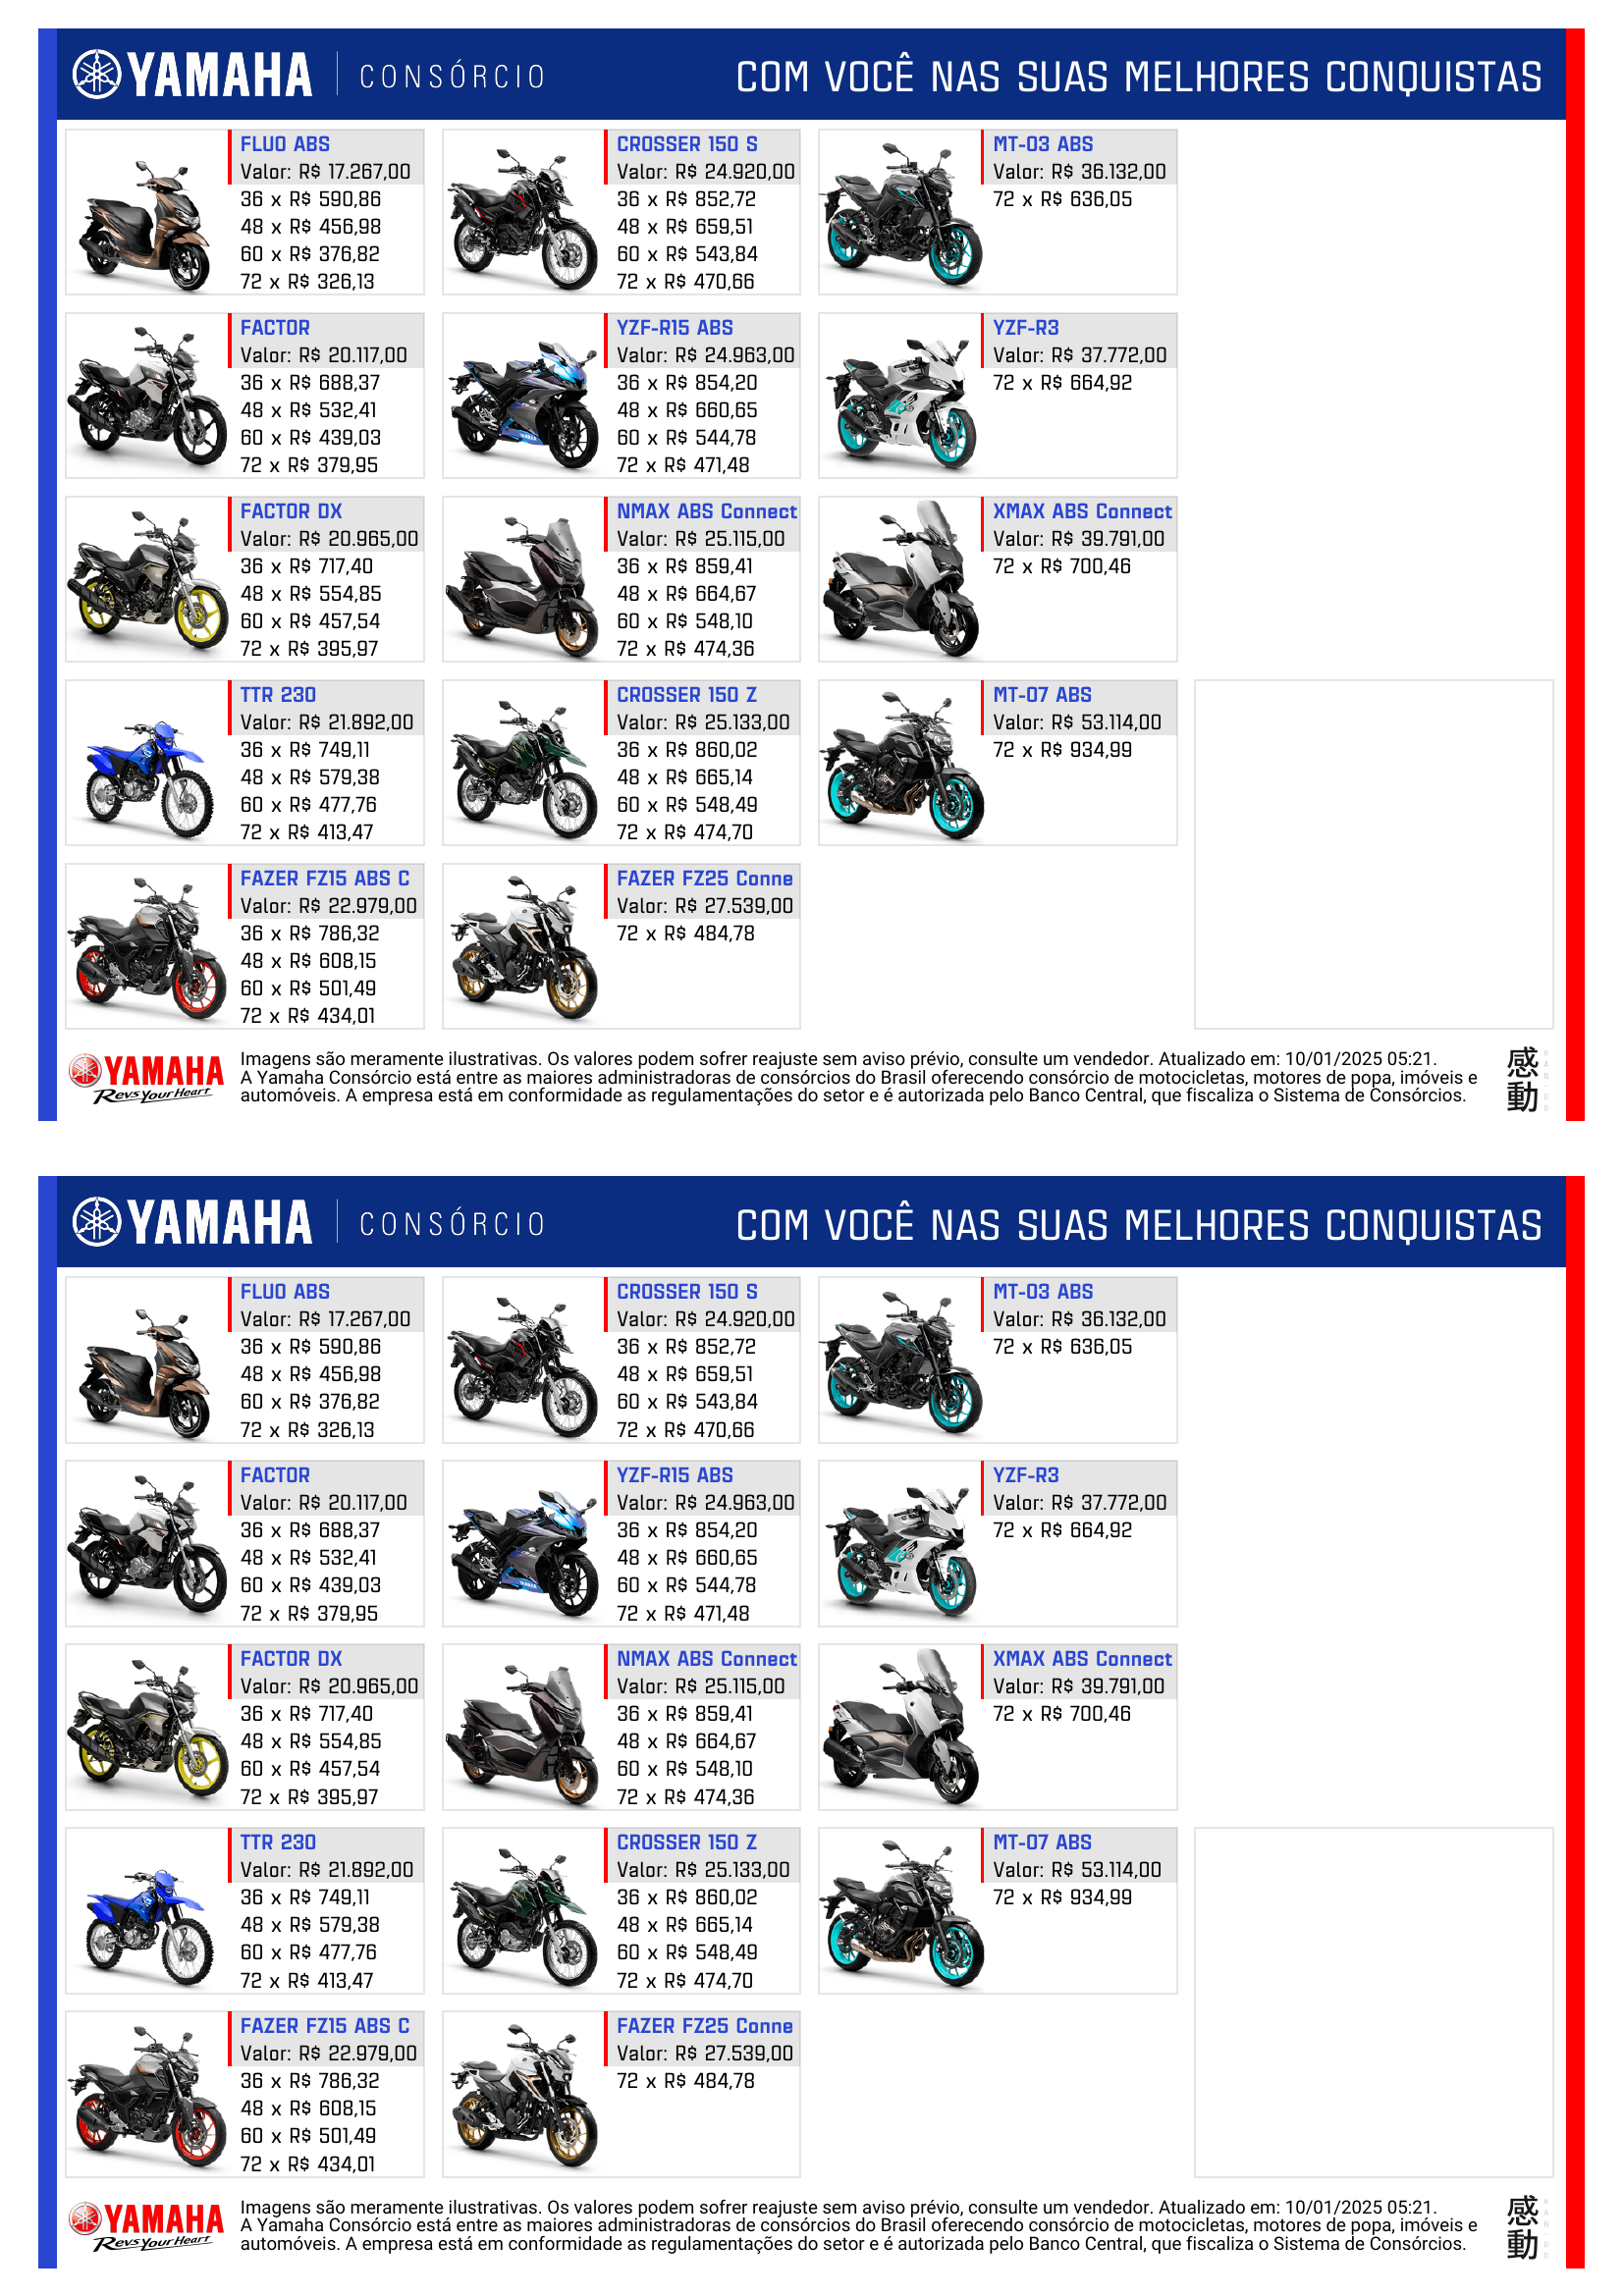 YAMAHA CONSÓRCIO COM VOCÊ NAS SUAS MELHORES CONQUISTAS
FLUO ABS
Valor: R$ 17.267,00
36 x R$ 590,86
48 x R$ 456,98
60 x R$ 376,82
72 x R$ 326,13
CROSSER 150 S
Valor: R$ 24.920,00
36 x R$ 852,72
48 x R$ 659,51
60 x R$ 543,84
72 x R$ 470,66
MT-03 ABS
Valor: R$ 36.132,00
72 x R$ 636,05
FACTOR
Valor: R$ 20.117,00
36 x R$ 688,37
48 x R$ 532,41
60 x R$ 439,03
72 x R$ 379,95
YZF-R15 ABS
Valor: R$ 24.963,00
36 x R$ 854,20
48 x R$ 660,65
60 x R$ 544,78
72 x R$ 471,48
YZF-R3
Valor: R$ 37.772,00
72 x R$ 664,92
FACTOR DX
Valor: R$ 20.965,00
36 x R$ 717,40
48 x R$ 554,85
60 x R$ 457,54
72 x R$ 395,97
NMAX ABS Connect
Valor: R$ 25.115,00
36 x R$ 859,41
48 x R$ 664,67
60 x R$ 548,10
72 x R$ 474,36
XMAX ABS Connect
Valor: R$ 39.791,00
72 x R$ 700,46
TTR 230
Valor: R$ 21.892,00
36 x R$ 749,11
48 x R$ 579,38
60 x R$ 477,76
72 x R$ 413,47
CROSSER 150 Z
Valor: R$ 25.133,00
36 x R$ 860,02
48 x R$ 665,14
60 x R$ 548,49
72 x R$ 474,70
MT-07 ABS
Valor: R$ 53.114,00
72 x R$ 934,99
FAZER FZ15 ABS C
Valor: R$ 22.979,00
36 x R$ 786,32
48 x R$ 608,15
60 x R$ 501,49
72 x R$ 434,01
FAZER FZ25 Conne
Valor: R$ 27.539,00
72 x R$ 484,78
YAMAHA
Revs Your Heart
Imagens são meramente ilustrativas. Os valores podem sofrer reajuste sem aviso prévio, consulte um vendedor. Atualizado em: 10/01/2025 05:21.
A Yamaha Consórcio está entre as maiores administradoras de consórcios do Brasil oferecendo consórcio de motocicletas, motores de popa, imóveis e
automóveis. A empresa está em conformidade as regulamentações do setor e é autorizada pelo Banco Central, que fiscaliza o Sistema de Consórcios.
感動
YAMAHA CONSÓRCIO COM VOCÊ NAS SUAS MELHORES CONQUISTAS
FLUO ABS
Valor: R$ 17.267,00
36 x R$ 590,86
48 x R$ 456,98
60 x R$ 376,82
72 x R$ 326,13
CROSSER 150 S
Valor: R$ 24.920,00
36 x R$ 852,72
48 x R$ 659,51
60 x R$ 543,84
72 x R$ 470,66
MT-03 ABS
Valor: R$ 36.132,00
72 x R$ 636,05
FACTOR
Valor: R$ 20.117,00
36 x R$ 688,37
48 x R$ 532,41
60 x R$ 439,03
72 x R$ 379,95
YZF-R15 ABS
Valor: R$ 24.963,00
36 x R$ 854,20
48 x R$ 660,65
60 x R$ 544,78
72 x R$ 471,48
YZF-R3
Valor: R$ 37.772,00
72 x R$ 664,92
FACTOR DX
Valor: R$ 20.965,00
36 x R$ 717,40
48 x R$ 554,85
60 x R$ 457,54
72 x R$ 395,97
NMAX ABS Connect
Valor: R$ 25.115,00
36 x R$ 859,41
48 x R$ 664,67
60 x R$ 548,10
72 x R$ 474,36
XMAX ABS Connect
Valor: R$ 39.791,00
72 x R$ 700,46
TTR 230
Valor: R$ 21.892,00
36 x R$ 749,11
48 x R$ 579,38
60 x R$ 477,76
72 x R$ 413,47
CROSSER 150 Z
Valor: R$ 25.133,00
36 x R$ 860,02
48 x R$ 665,14
60 x R$ 548,49
72 x R$ 474,70
MT-07 ABS
Valor: R$ 53.114,00
72 x R$ 934,99
FAZER FZ15 ABS C
Valor: R$ 22.979,00
36 x R$ 786,32
48 x R$ 608,15
60 x R$ 501,49
72 x R$ 434,01
FAZER FZ25 Conne
Valor: R$ 27.539,00
72 x R$ 484,78
YAMAHA
Revs Your Heart
Imagens são meramente ilustrativas. Os valores podem sofrer reajuste sem aviso prévio, consulte um vendedor. Atualizado em: 10/01/2025 05:21.
A Yamaha Consórcio está entre as maiores administradoras de consórcios do Brasil oferecendo consórcio de motocicletas, motores de popa, imóveis e
automóveis. A empresa está em conformidade as regulamentações do setor e é autorizada pelo Banco Central, que fiscaliza o Sistema de Consórcios.
感動